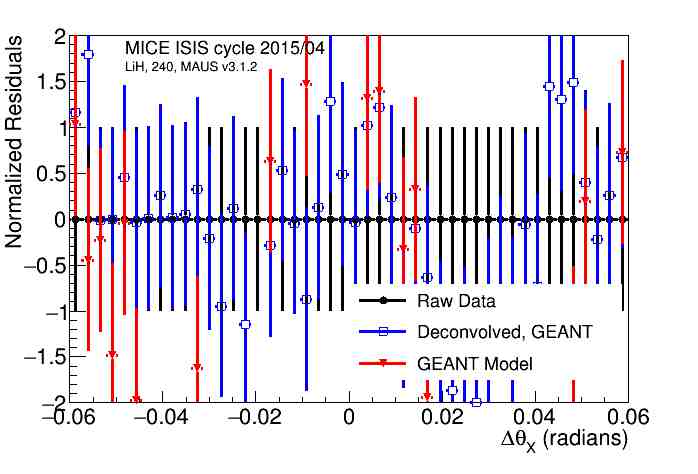 MICE ISIS cycle 2015/04
LiH, 240, MAUS v3.1.2
Normalized Residuals
2
1.5
1
0.5
0
−0.5
−1
−1.5
−2
Raw Data
Deconvolved, GEANT
GEANT Model
−0.06 −0.04 −0.02 0 0.02 0.04 0.06
Δθ_X (radians)